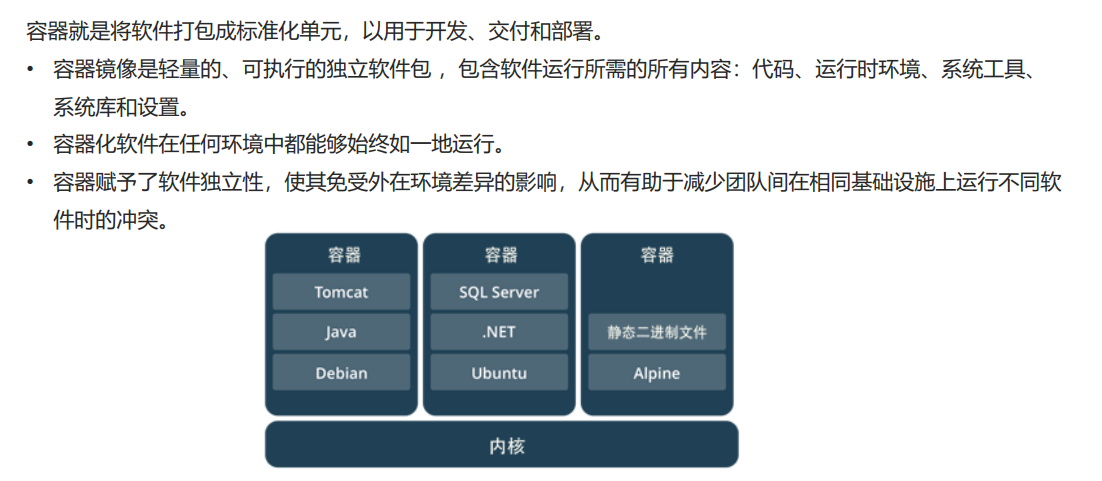 容器就是将软件打包成标准化单元，以用于开发、交付和部署。
• 容器镜像是轻量的、可执行的独立软件包 ，包含软件运行所需的所有内容：代码、运行时环境、系统工具、
系统库和设置。
• 容器化软件在任何环境中都能够始终如一地运行。
• 容器赋予了软件独立性，使其免受外在环境差异的影响，从而有助于减少团队间在相同基础设施上运行不同软
件时的冲突。
容器
Tomcat
Java
Debian
容器
SQL Server
.NET
Ubuntu
容器
静态二进制文件
Alpine
内核